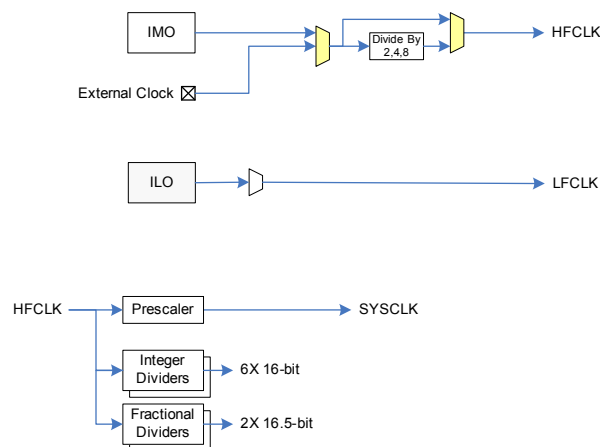 IMO
HFCLK
Divide By
2,4,8
External Clock
ILO
LFCLK
HFCLK
Prescaler
SYSCLK
Integer
Dividers
6X 16-bit
Fractional
Dividers
2X 16.5-bit